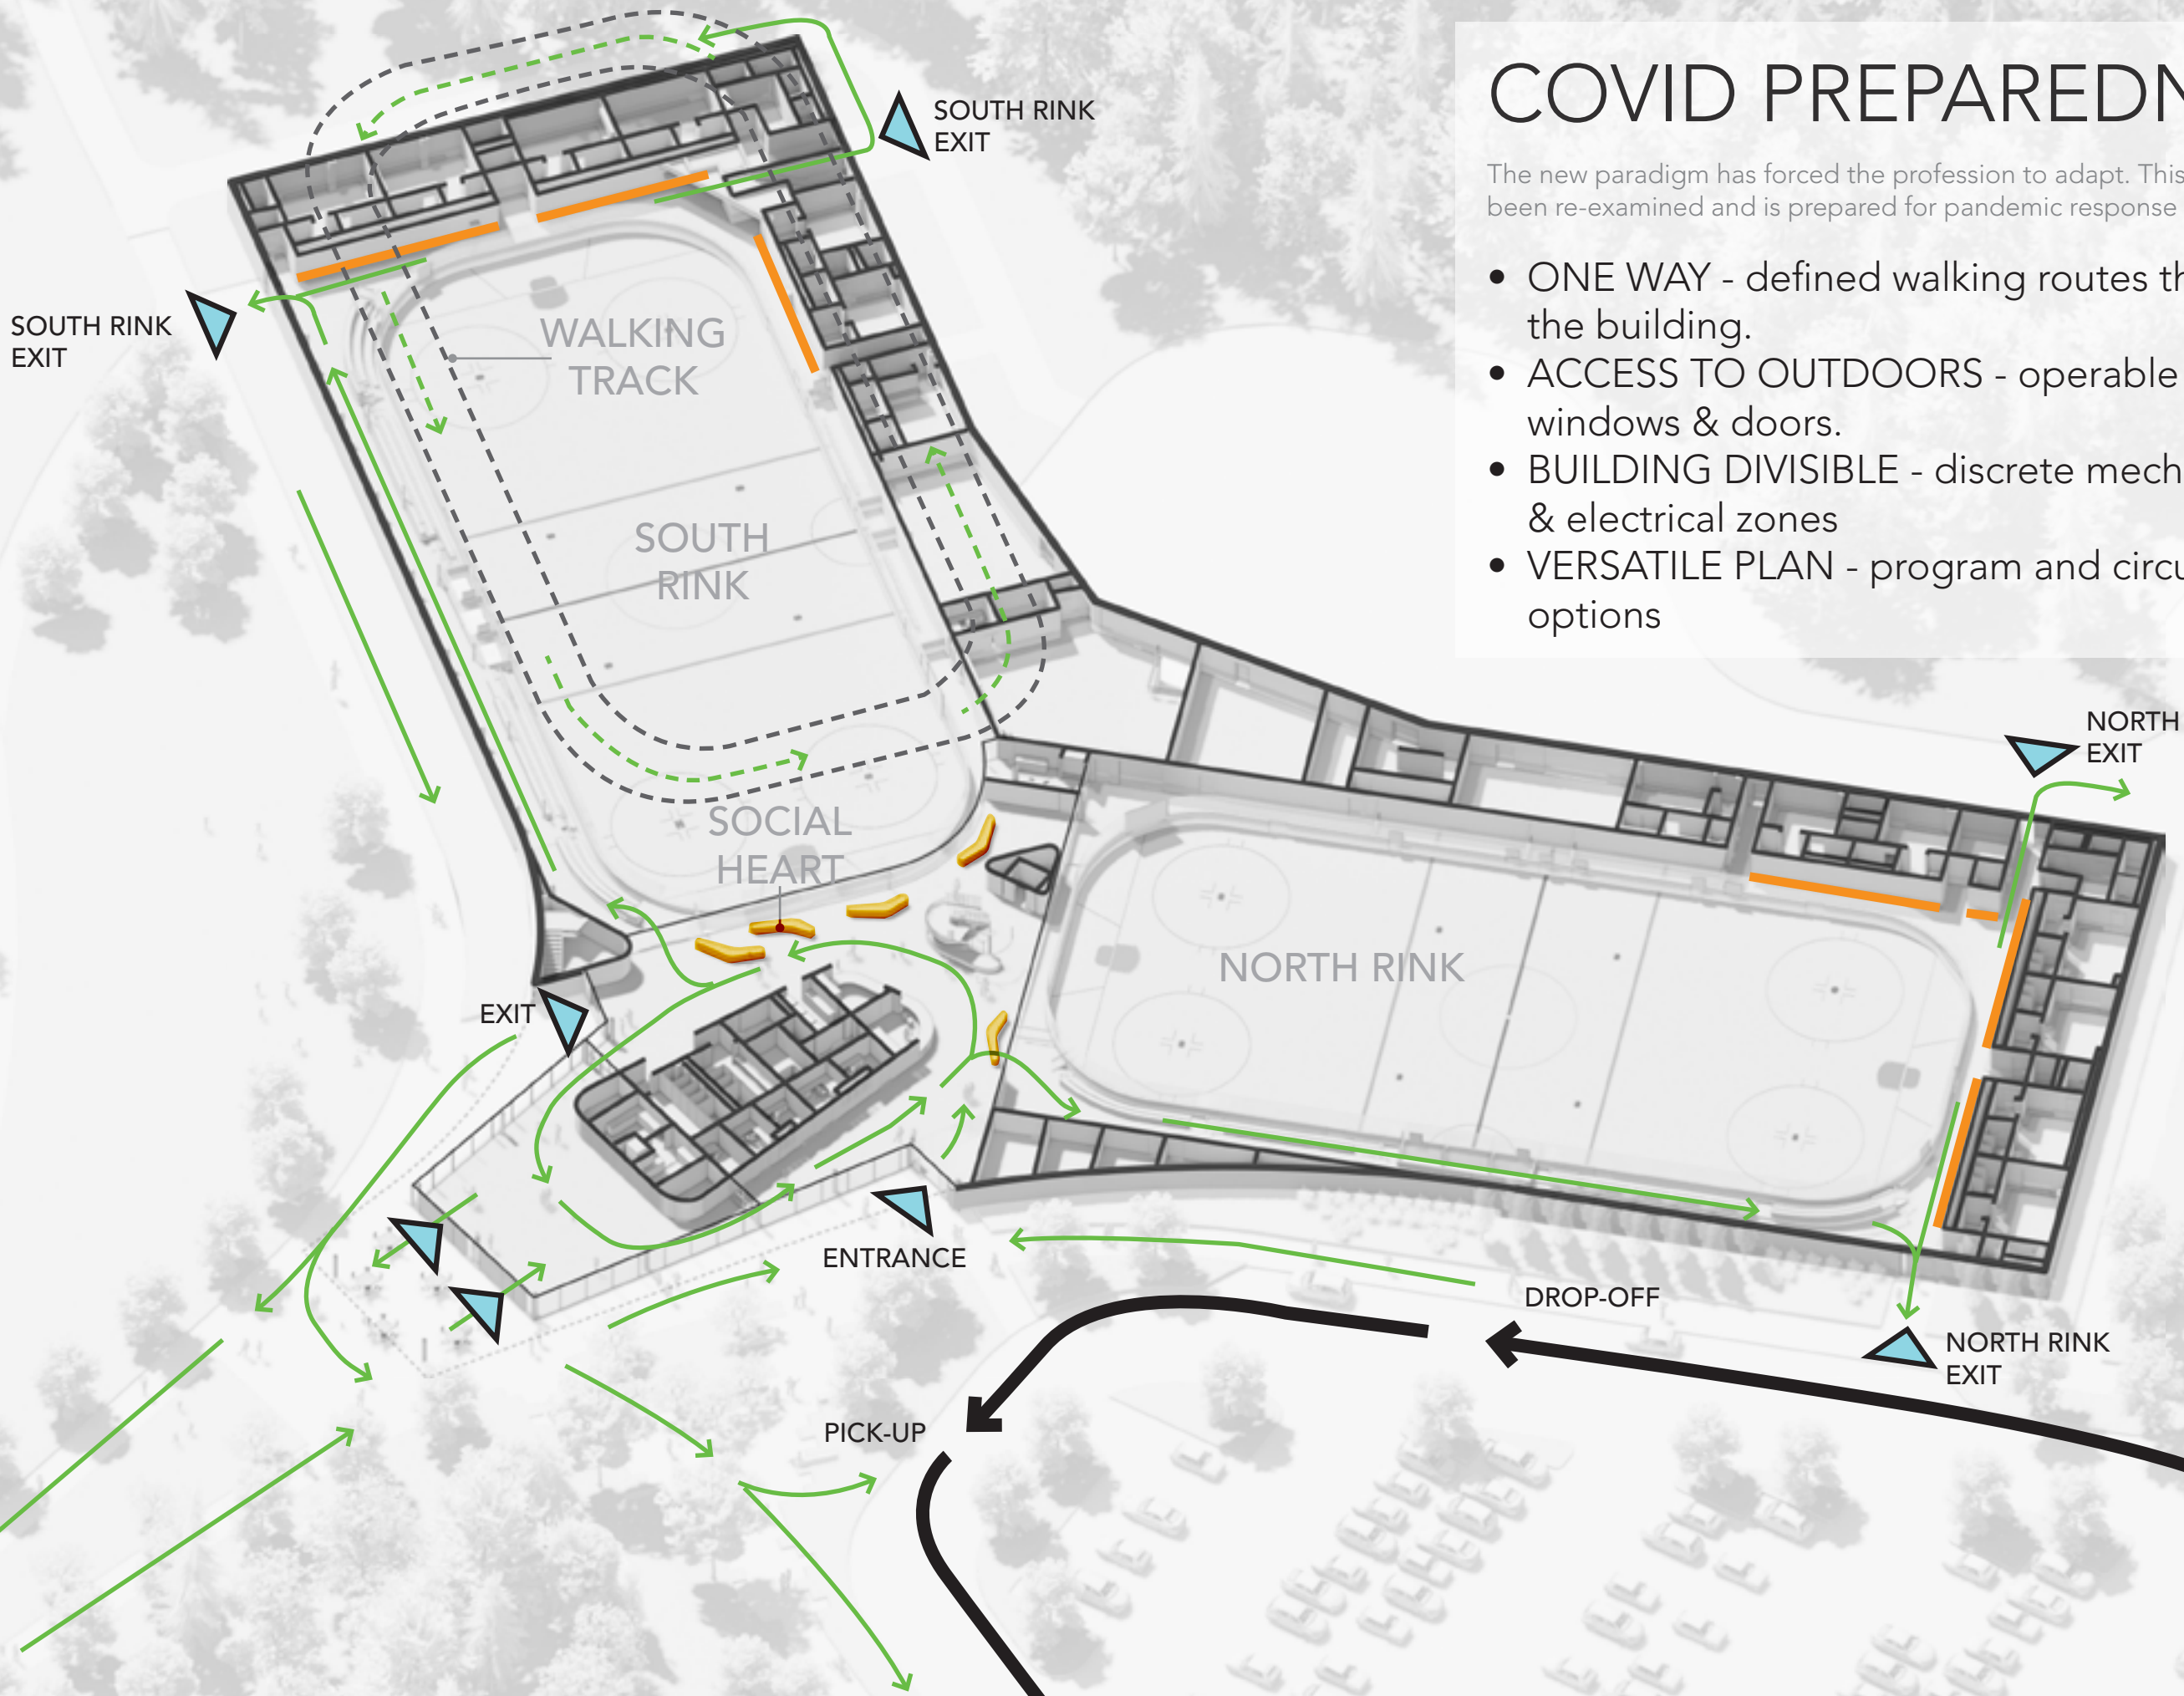 COVID PREPAREDN
The new paradigm has forced the profession to adapt. This
been re-examined and is prepared for pandemic response
• ONE WAY - defined walking routes th
the building.
• ACCESS TO OUTDOORS - operable
windows & doors.
• BUILDING DIVISIBLE - discrete mech
& electrical zones
• VERSATILE PLAN - program and circu
options
SOUTH RINK
EXIT
SOUTH RINK
EXIT
WALKING
TRACK
SOUTH
RINK
NORTH
EXIT
SOCIAL
HEART
NORTH RINK
EXIT
ENTRANCE
DROP-OFF
NORTH RINK
EXIT
PICK-UP